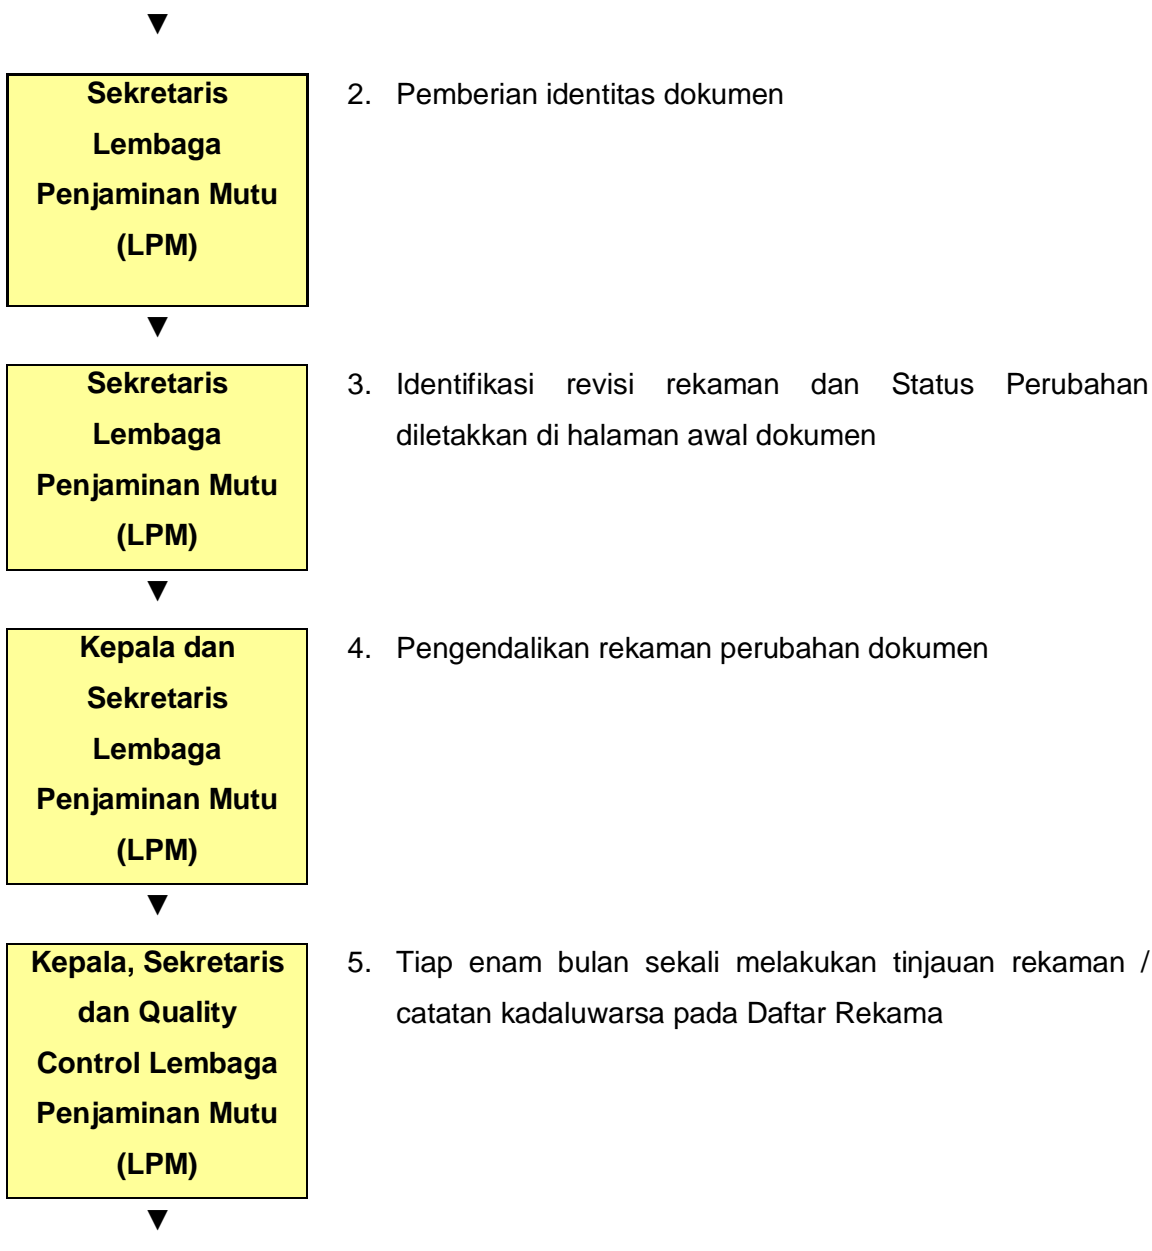 ▼
Sekretaris
Lembaga
Penjaminan Mutu
(LPM)
2. Pemberian identitas dokumen
▼
Sekretaris
Lembaga
Penjaminan Mutu
(LPM)
3. Identifikasi revisi rekaman dan Status Perubahan
diletakkan di halaman awal dokumen
▼
Kepala dan
Sekretaris
Lembaga
Penjaminan Mutu
(LPM)
4. Pengendalikan rekaman perubahan dokumen
▼
Kepala, Sekretaris
dan Quality
Control Lembaga
Penjaminan Mutu
(LPM)
5. Tiap enam bulan sekali melakukan tinjauan rekaman /
catatan kadaluwarsa pada Daftar Rekama
▼